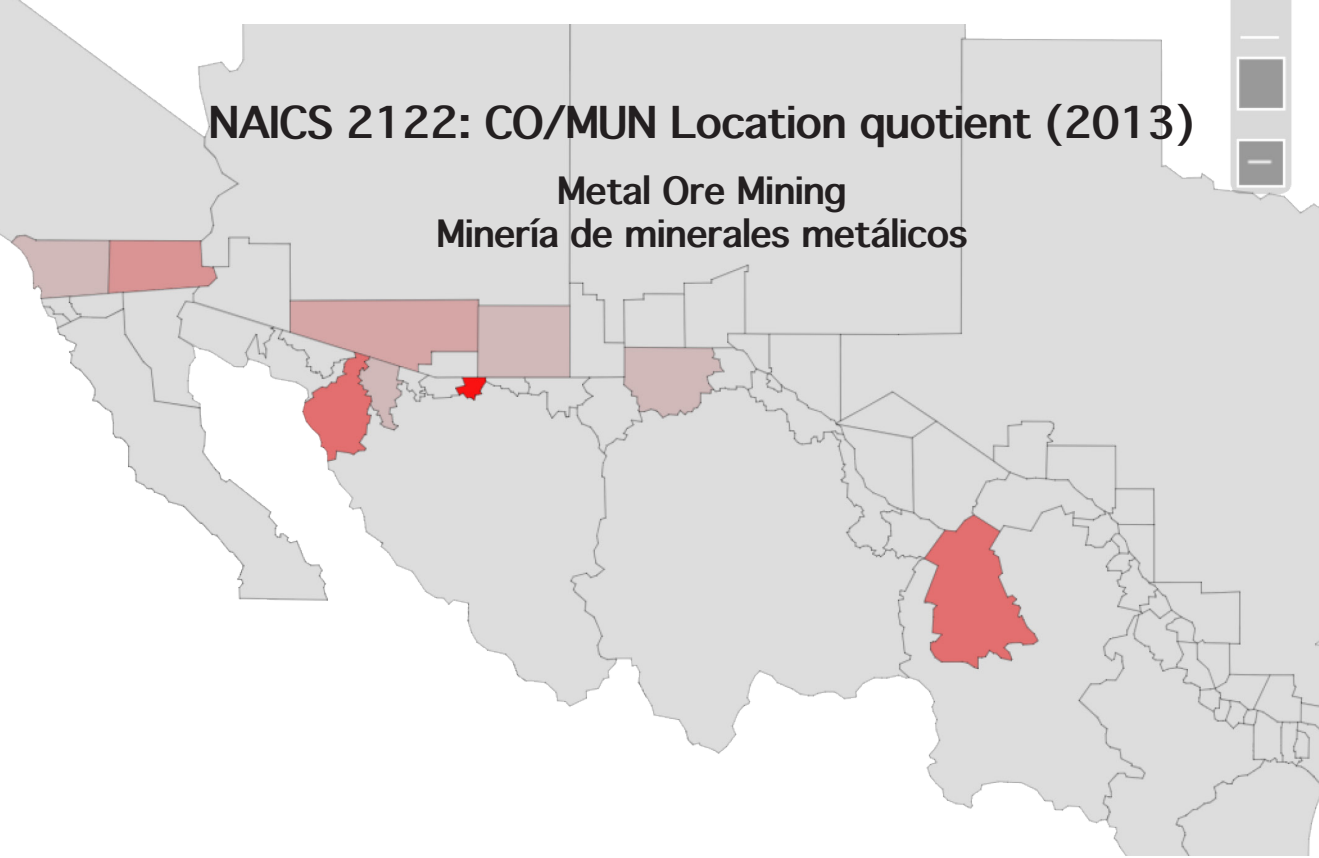 NAICS 2122: CO/MUN Location quotient (2013)
Metal Ore Mining
Minería de minerales metálicos